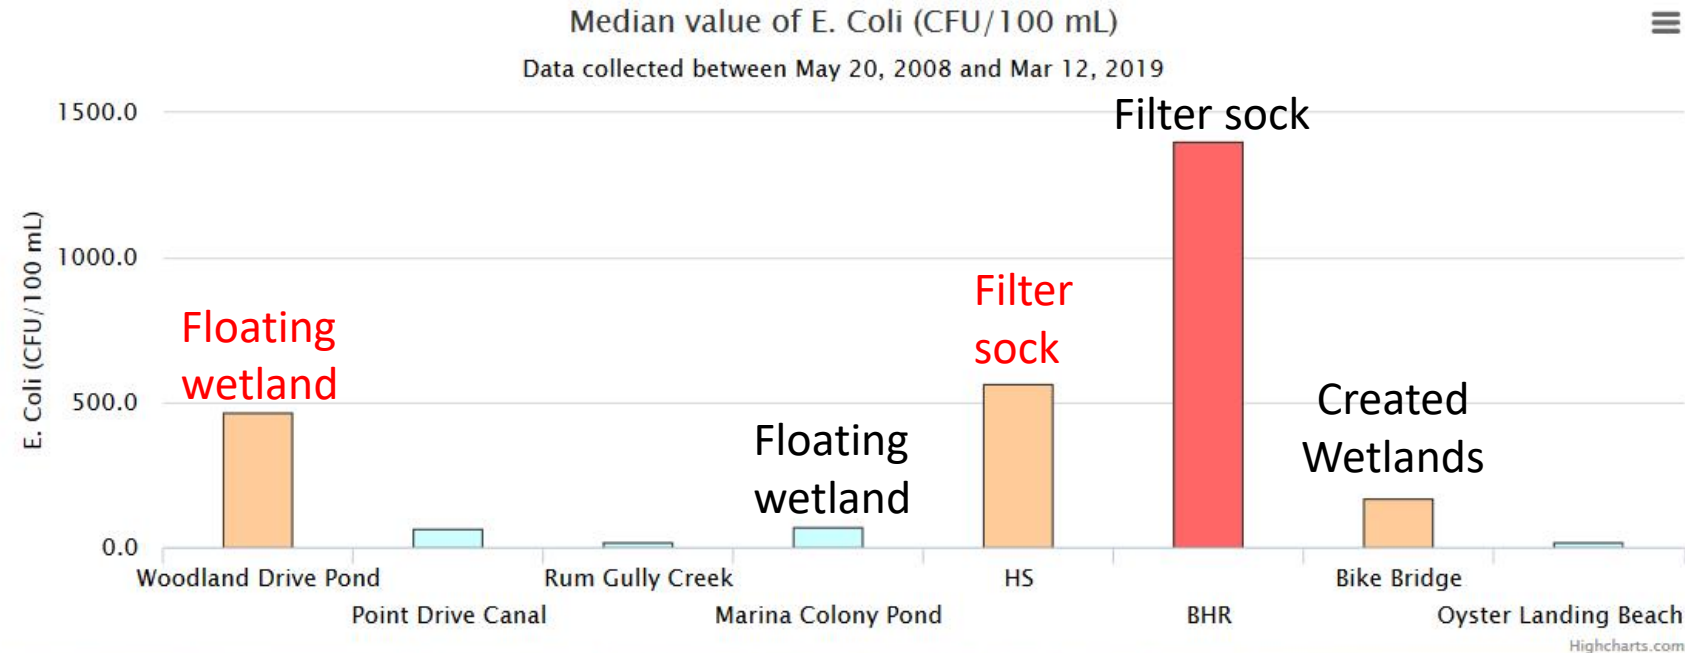 Median value of E. Coli (CFU/100 mL)
Data collected between May 20, 2008 and Mar 12, 2019
E. Coli (CFU/100 mL)
1500.0
1000.0
500.0
0.0
Floating
wetland
Floating
wetland
Filter
sock
Filter sock
Created
Wetlands
Woodland Drive Pond
Point Drive Canal
Rum Gully Creek
Marina Colony Pond
HS
BHR
Bike Bridge
Oyster Landing Beach
Highcharts.com